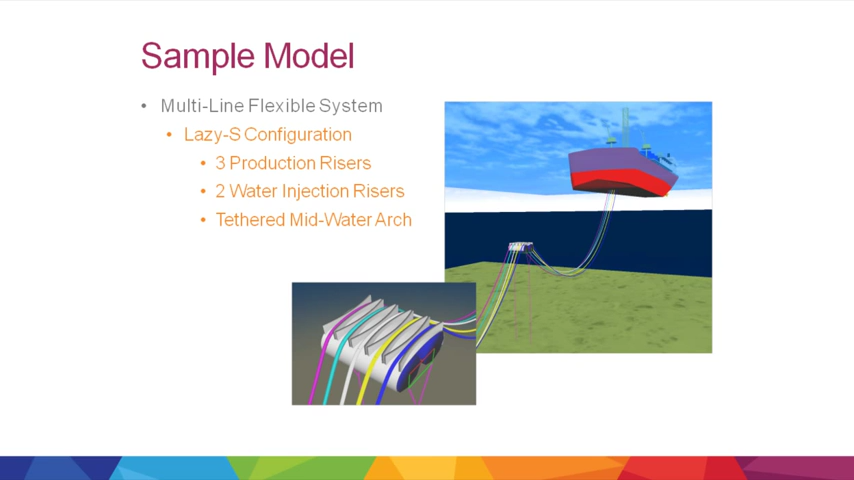 Sample Model
• Multi-Line Flexible System
• Lazy-S Configuration
• 3 Production Risers
• 2 Water Injection Risers
• Tethered Mid-Water Arch